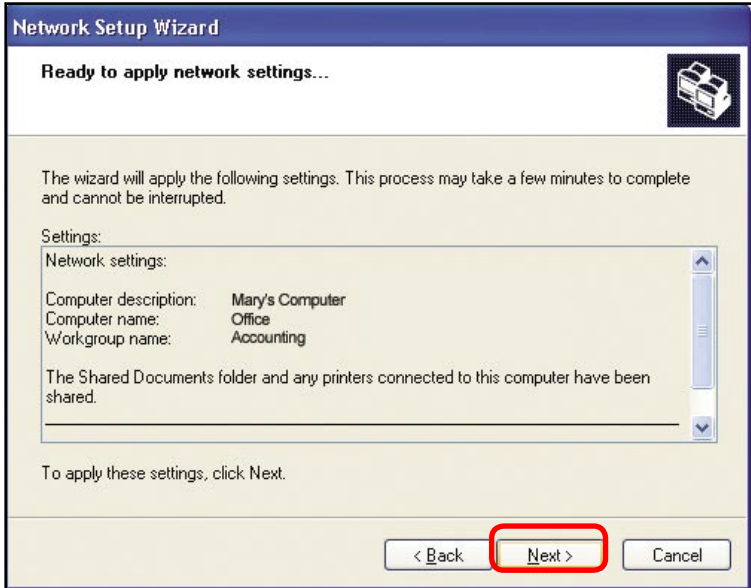 Network Setup Wizard
Ready to apply network settings...
The wizard will apply the following settings. This process may take a few minutes to complete
and cannot be interrupted.
Settings:
Network settings:
Computer description: Mary's Computer
Computer name: Office
Workgroup name: Accounting
The Shared Documents folder and any printers connected to this computer have been
shared.
To apply these settings, click Next.
< Back Next > Cancel